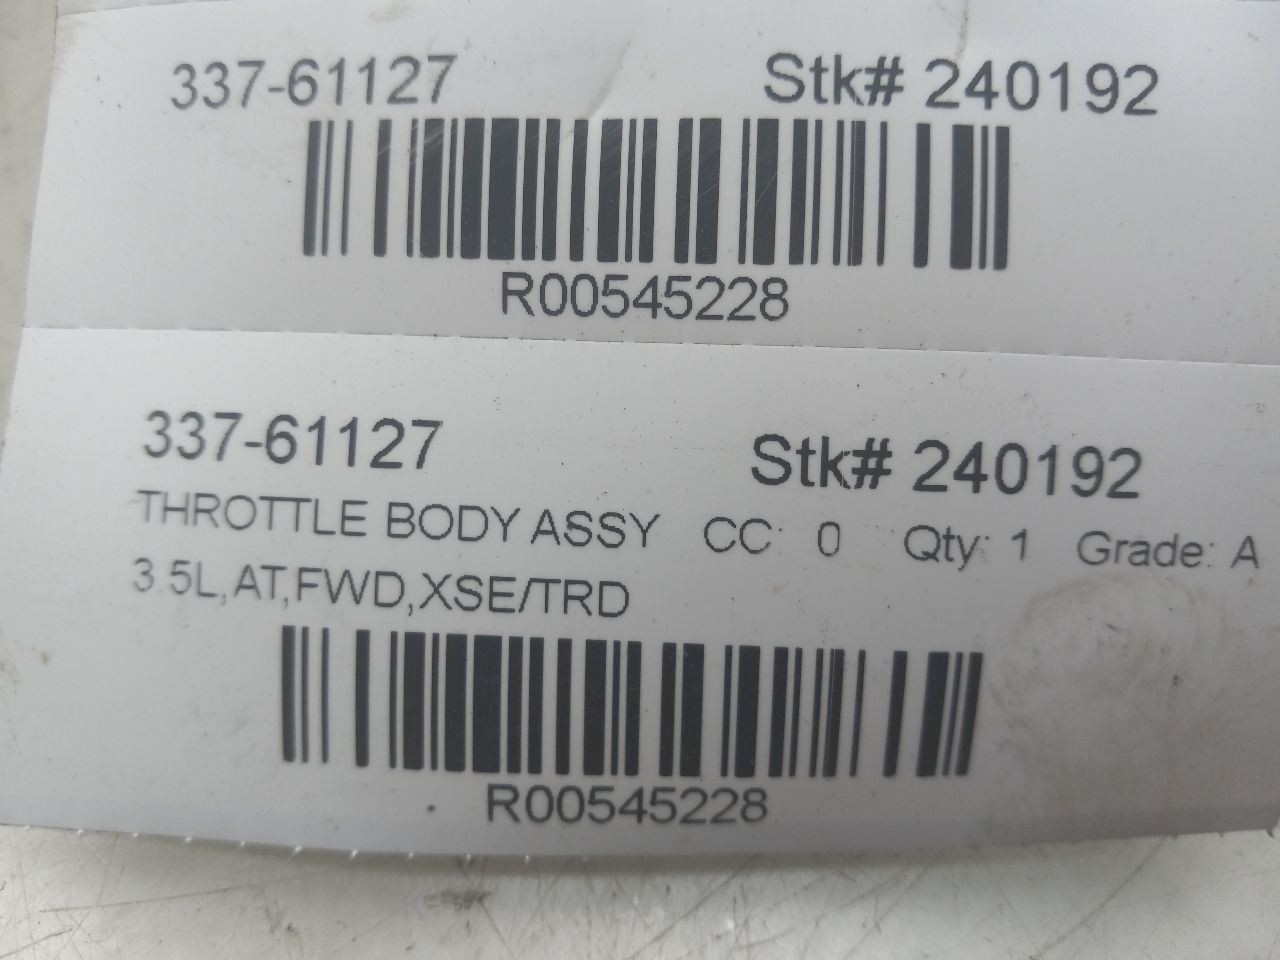 337-61127 Stk# 240192
R00545228
337-61127 Stk# 240192
THROTTLE BODY ASSY CC: 0 Qty: 1 Grade: A
3.5L,AT,FWD,XSE/TRD
R00545228